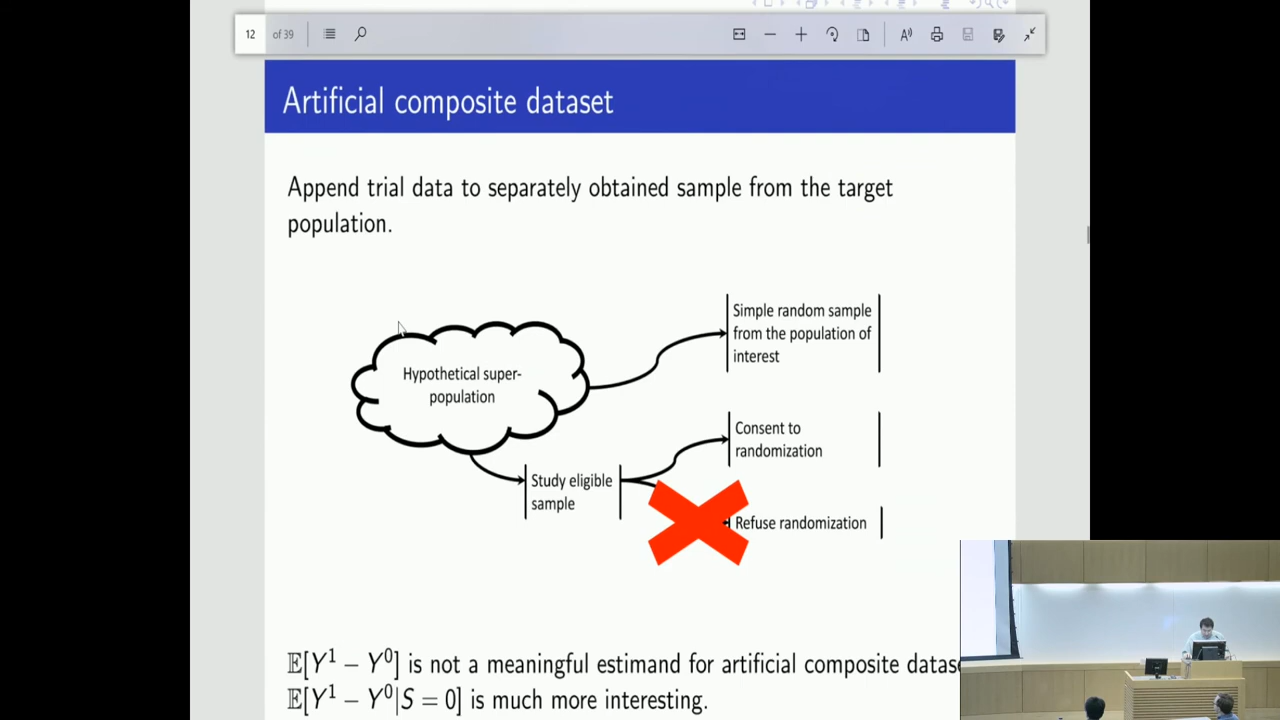 12 of 39
Artificial composite dataset
Append trial data to separately obtained sample from the target
population.
Simple random sample
from the population of
interest
Hypothetical super-
population
Consent to
randomization
Study eligible
sample
Refuse randomization
𝔼[Y¹ − Y⁰] is not a meaningful estimand for artificial composite datase
𝔼[Y¹ − Y⁰|S = 0] is much more interesting.